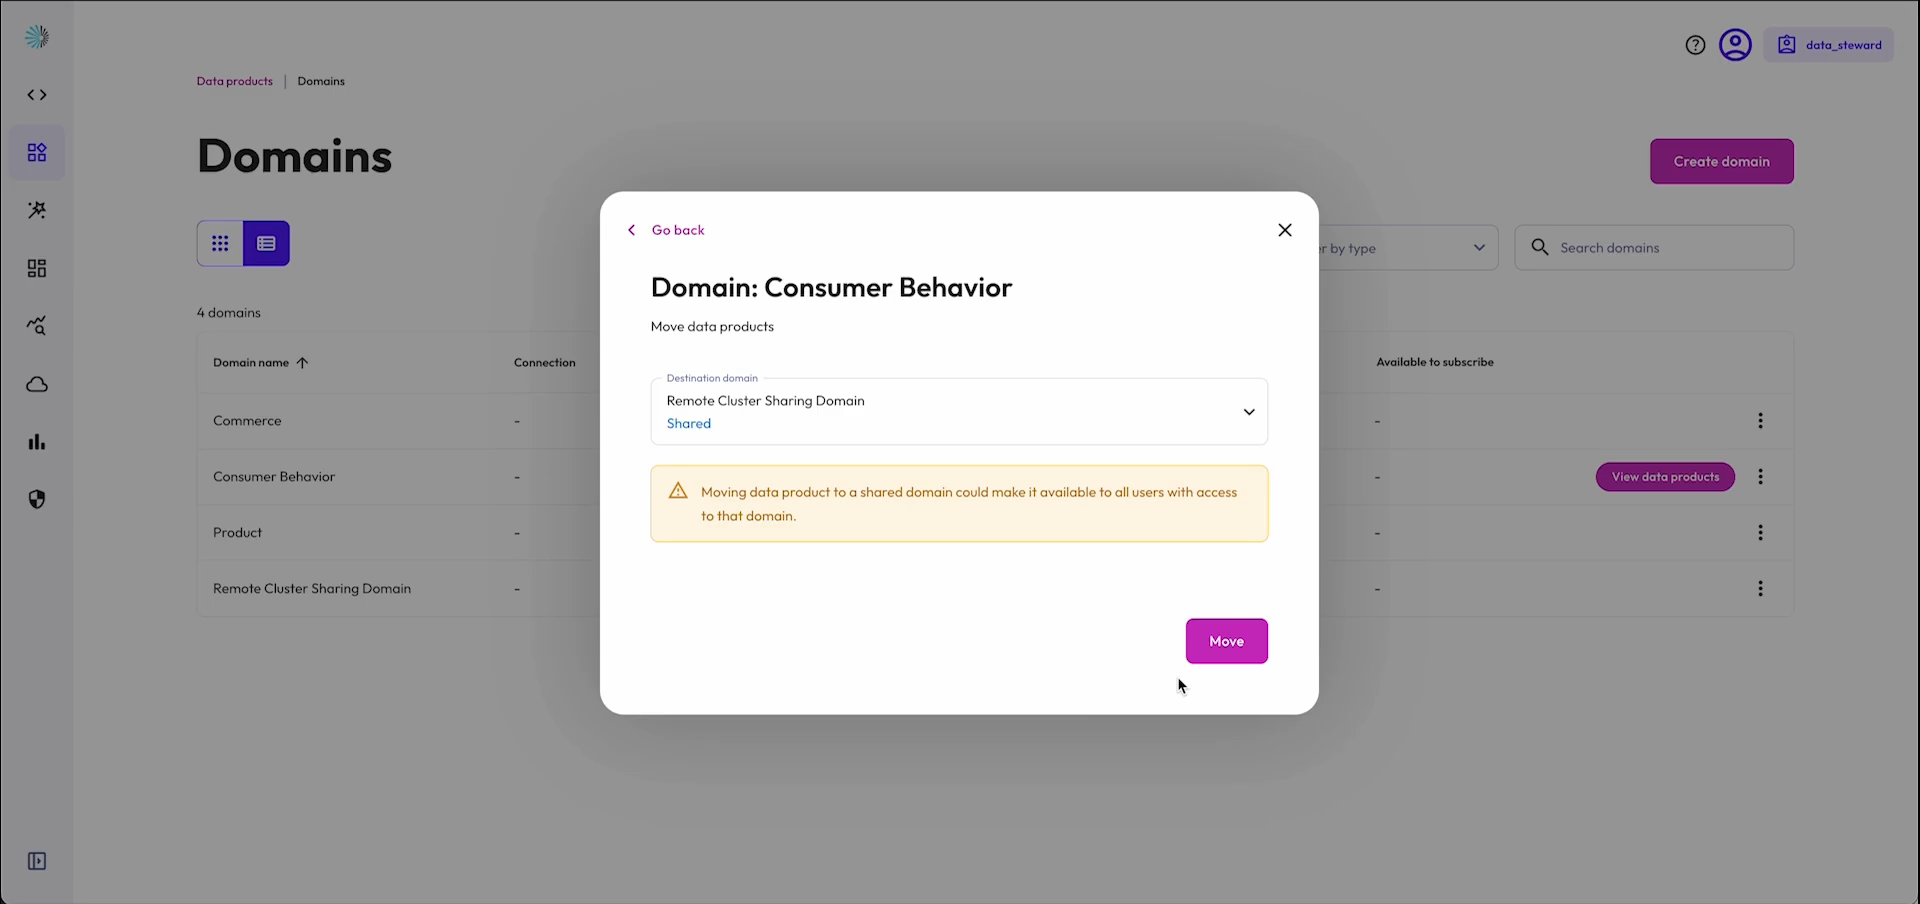 data_steward
Data products | Domains
Domains
Create domain
Search domains
4 domains
Domain name
Connection
Available to subscribe
Commerce
-
-
Consumer Behavior
-
-
View data products
Product
-
-
Remote Cluster Sharing Domain
-
-
Go back
Domain: Consumer Behavior
Move data products
Destination domain
Remote Cluster Sharing Domain
Shared
Moving data product to a shared domain could make it available to all users with access
to that domain.
Move
by type